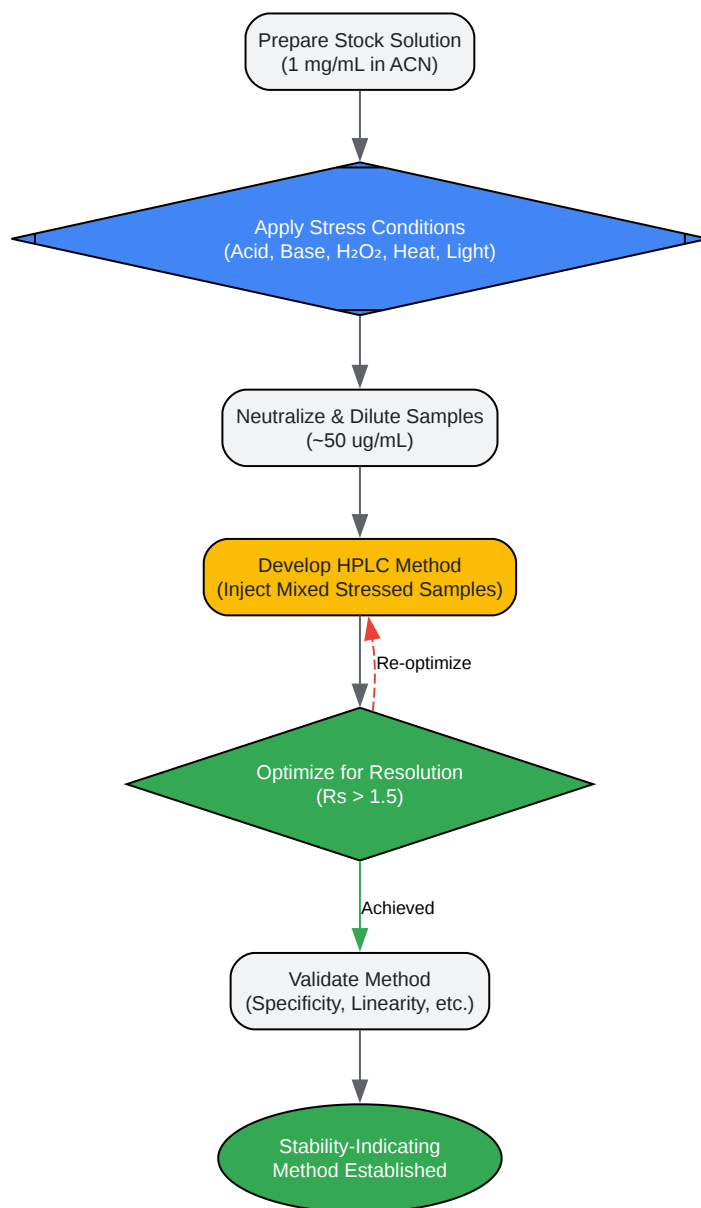 Prepare Stock Solution
(1 mg/mL in ACN)
Apply Stress Conditions
(Acid, Base, H₂O₂, Heat, Light)
Neutralize & Dilute Samples
(~50 ug/mL)
Develop HPLC Method
(Inject Mixed Stressed Samples)
Re-optimize
Optimize for Resolution
(Rs > 1.5)
Achieved
Validate Method
(Specificity, Linearity, etc.)
Stability-Indicating
Method Established